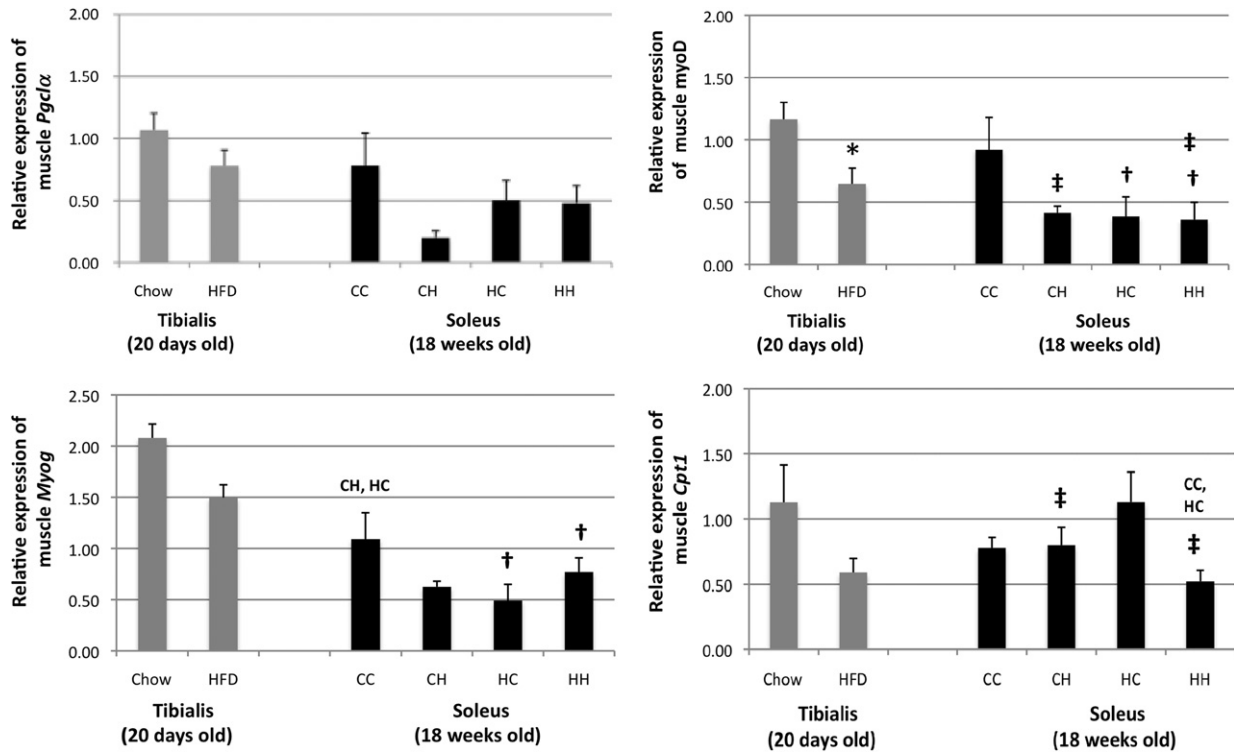 Relative expression of
muscle Pgclα
2.00
1.50
1.00
0.50
0.00
Chow HFD CC CH HC HH
Tibialis Soleus
(20 days old) (18 weeks old)
Relative expression
of muscle myoD
2.00
1.50
1.00
0.50
0.00
*
‡
†
‡
†
Chow HFD CC CH HC HH
Tibialis Soleus
(20 days old) (18 weeks old)
Relative expression of
muscle Myog
2.50
2.00
1.50
1.00
0.50
0.00
CH, HC
†
†
Chow HFD CC CH HC HH
Tibialis Soleus
(20 days old) (18 weeks old)
Relative expression of
muscle Cpt1
2.00
1.50
1.00
0.50
0.00
‡
CC,
HC
‡
Chow HFD CC CH HC HH
Tibialis Soleus
(20 days old) (18 weeks old)